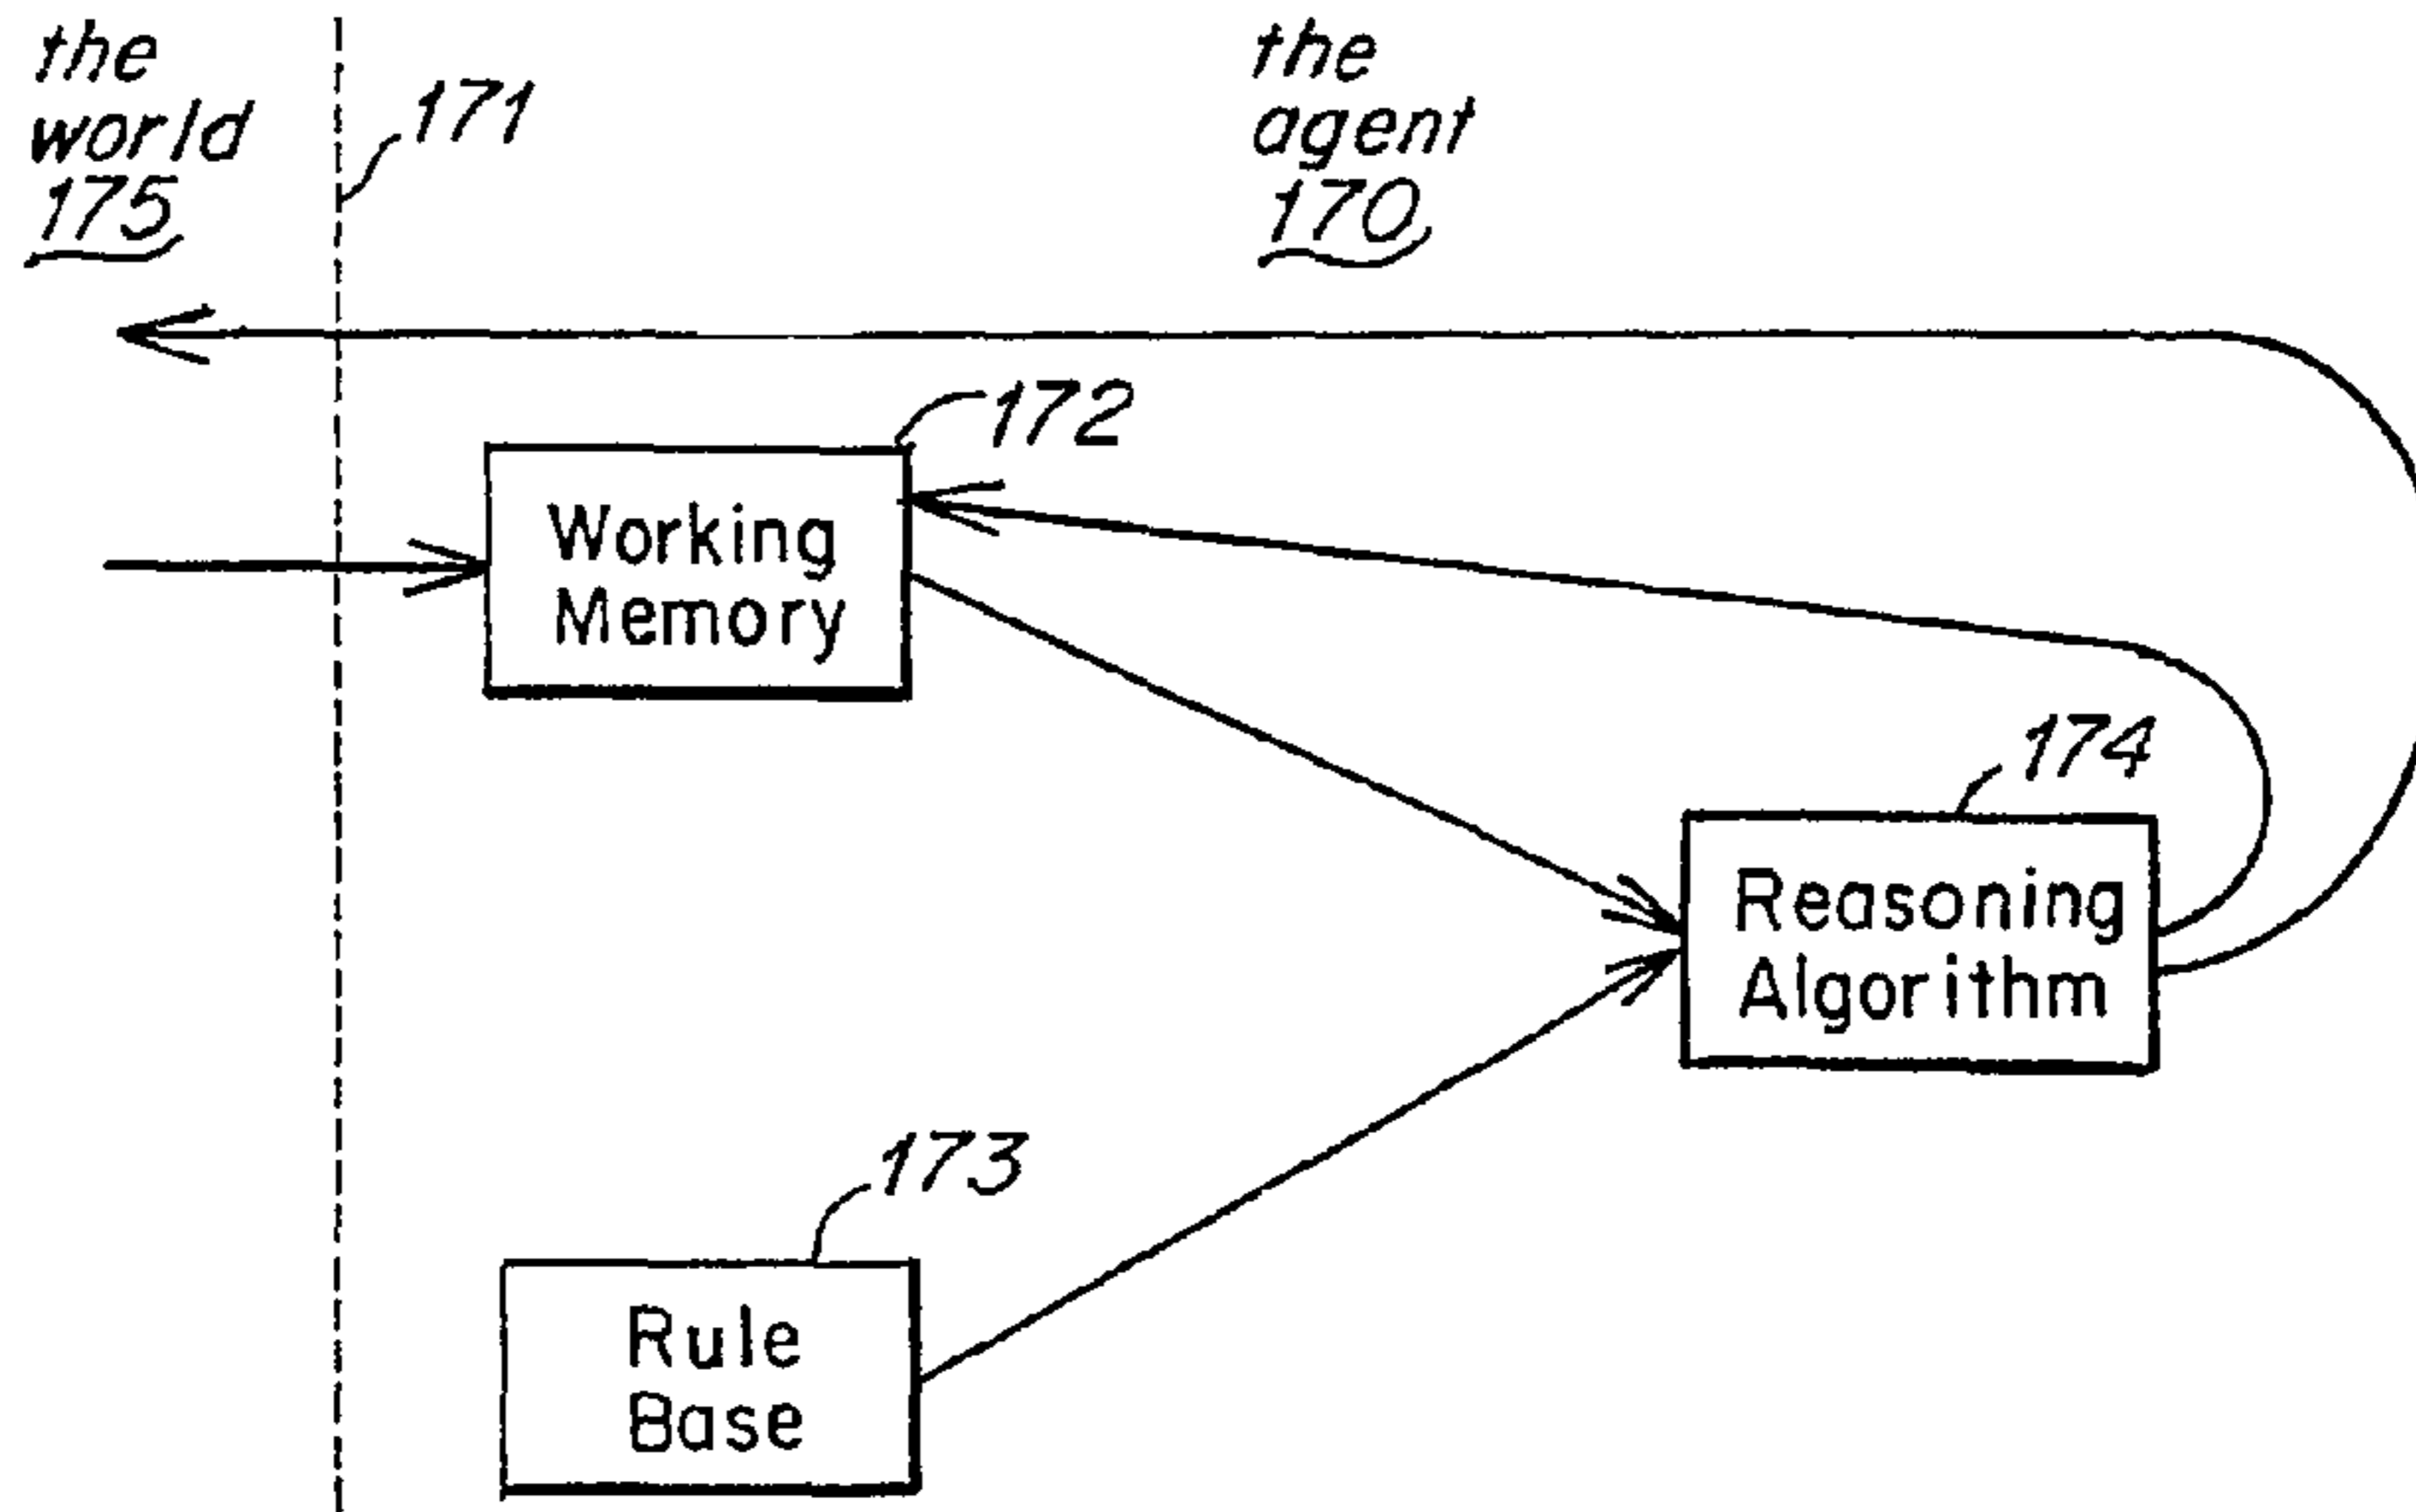 the
world
175
171
the
agent
170
172
Working
Memory
174
Reasoning
Algorithm
173
Rule
Base